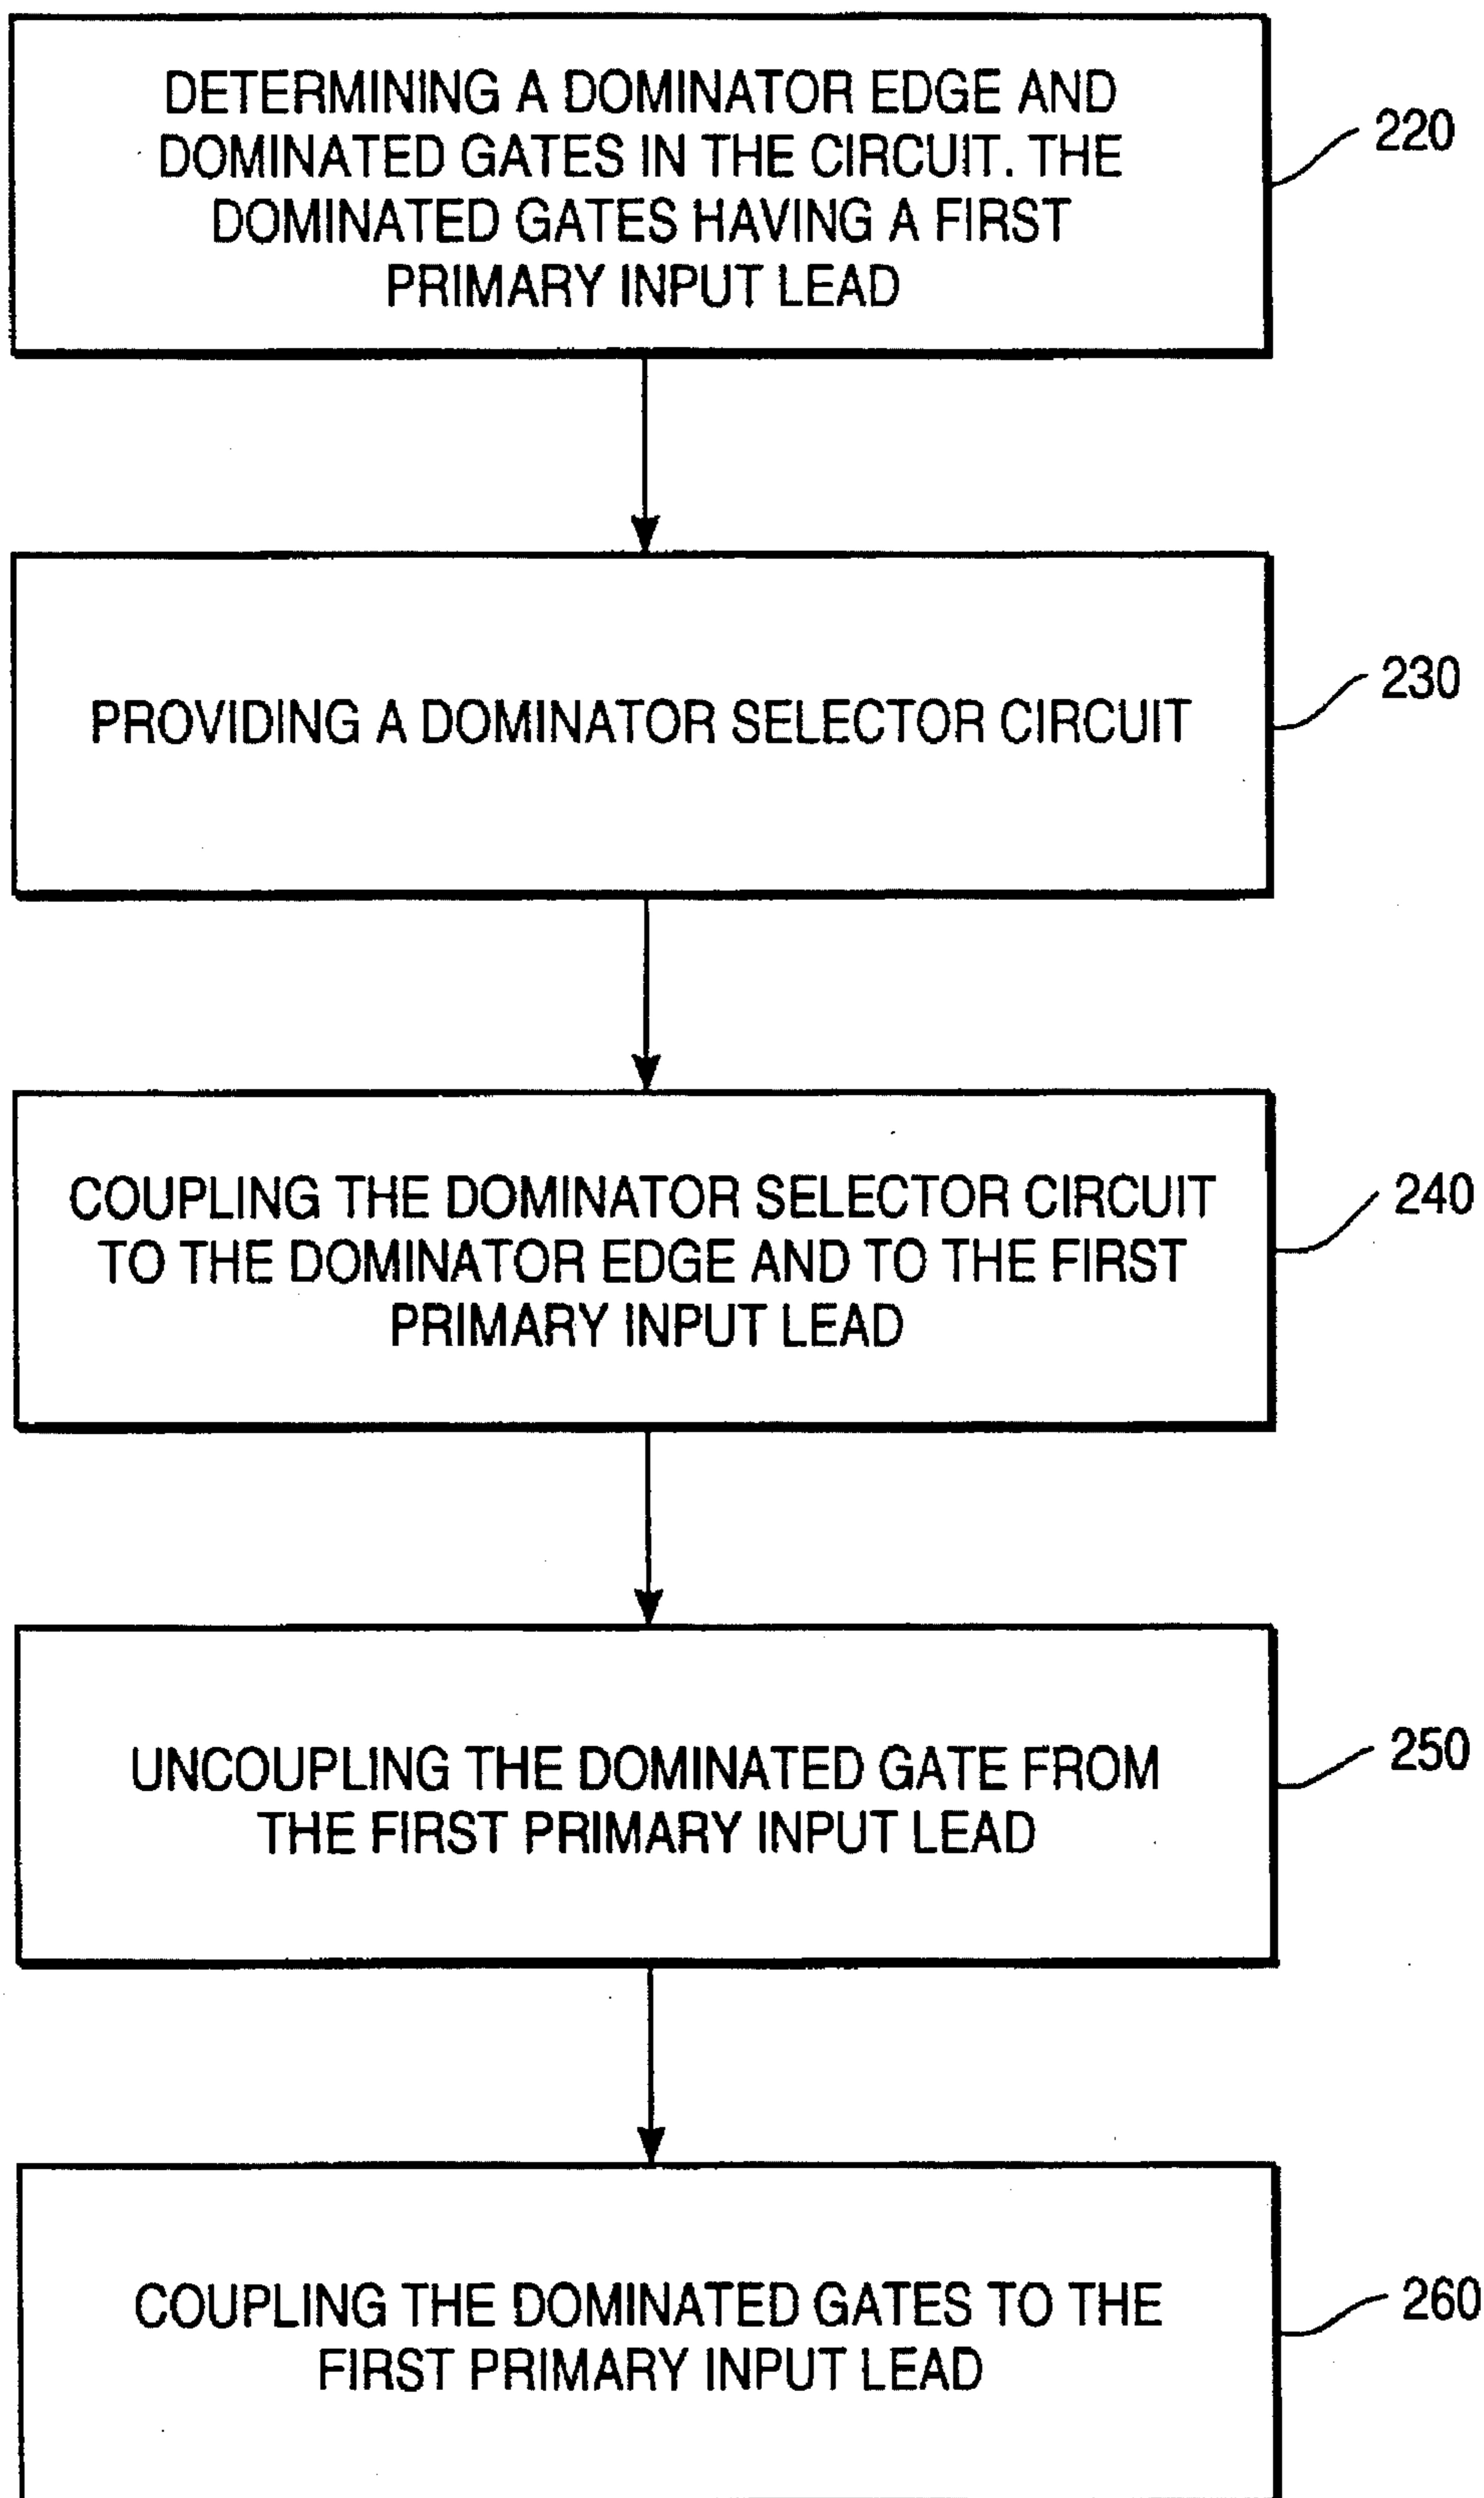 DETERMINING A DOMINATOR EDGE AND
DOMINATED GATES IN THE CIRCUIT. THE
DOMINATED GATES HAVING A FIRST
PRIMARY INPUT LEAD
220
PROVIDING A DOMINATOR SELECTOR CIRCUIT
230
COUPLING THE DOMINATOR SELECTOR CIRCUIT
TO THE DOMINATOR EDGE AND TO THE FIRST
PRIMARY INPUT LEAD
240
UNCOUPLING THE DOMINATED GATE FROM
THE FIRST PRIMARY INPUT LEAD
250
COUPLING THE DOMINATED GATES TO THE
FIRST PRIMARY INPUT LEAD
260